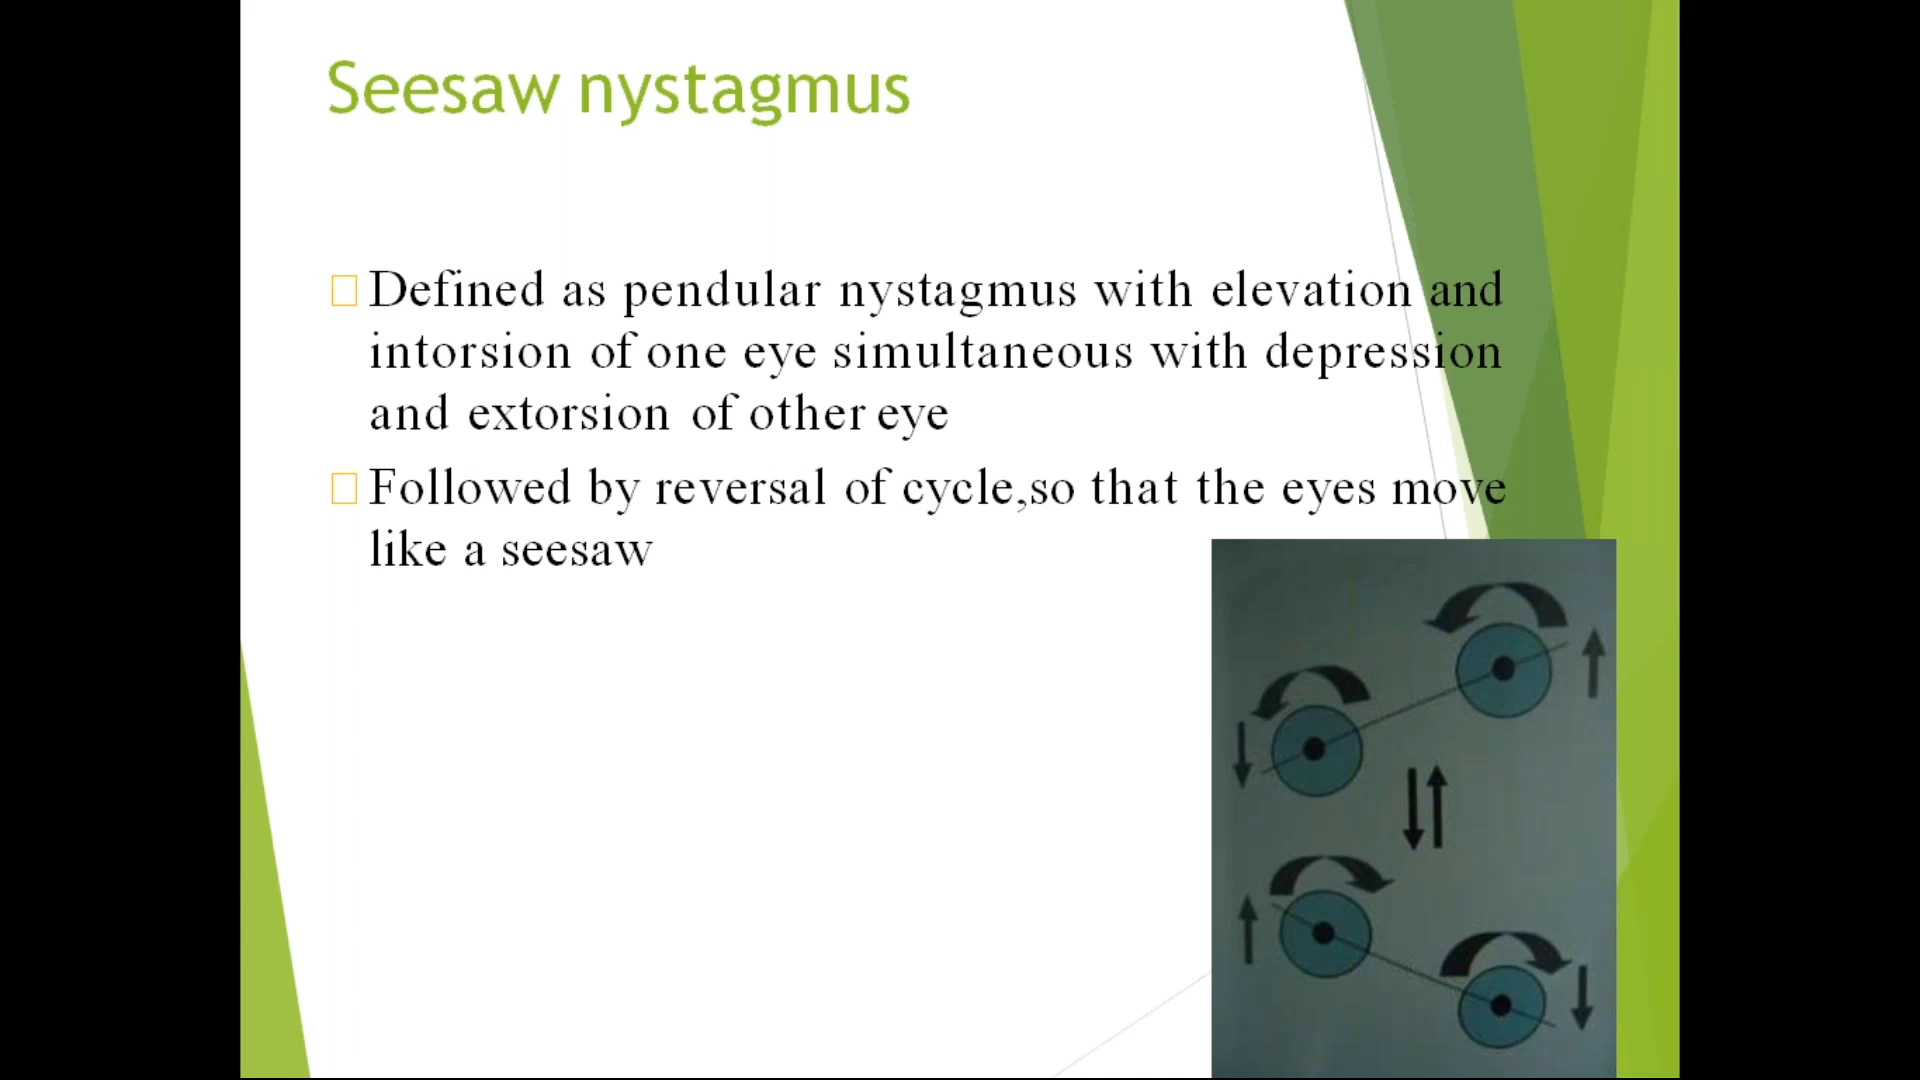 Seesaw nystagmus
Defined as pendular nystagmus with elevation and
intorsion of one eye simultaneous with depression
and extorsion of other eye
Followed by reversal of cycle,so that the eyes move
like a seesaw